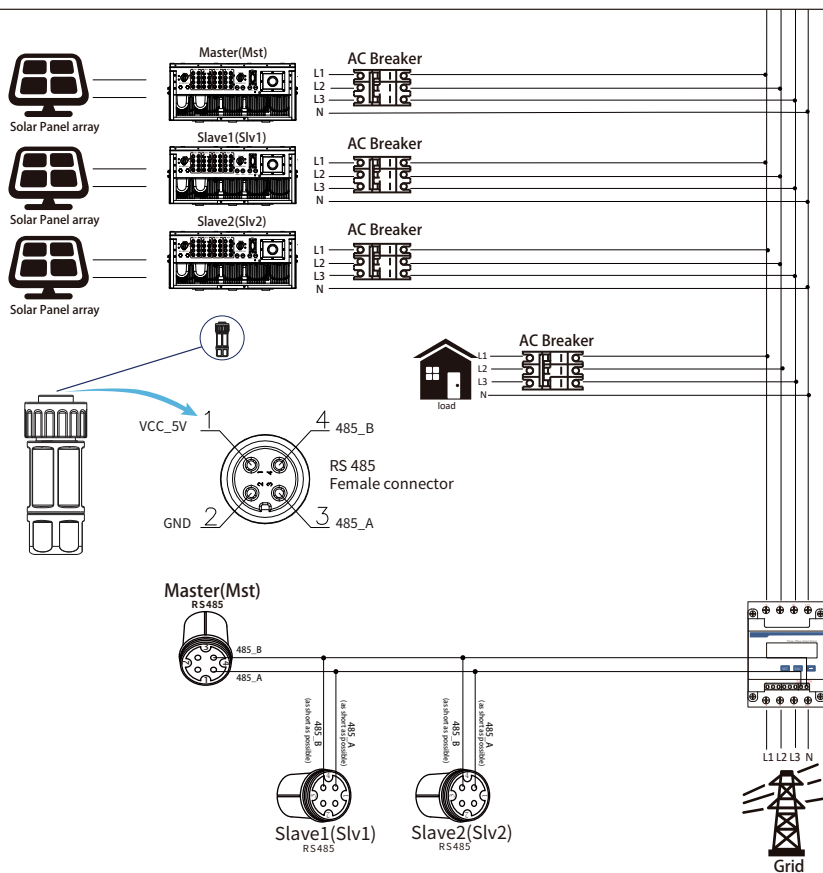 Master(Mst)
AC Breaker
L1
L2
L3
N
Solar Panel array
Slave1(Slv1)
AC Breaker
L1
L2
L3
N
Solar Panel array
Slave2(Slv2)
AC Breaker
L1
L2
L3
N
Solar Panel array
AC Breaker
L1
L2
L3
N
load
VCC_5V
1
4
485_B
1
4
2
3
RS 485
Female connector
GND
2
3
485_A
Master(Mst)
RS485
485_B
485_A
485_B
(as short as possible)
485_A
(as short as possible)
485_B
(as short as possible)
485_A
(as short as possible)
L1 L2 L3 N
Slave1(Slv1)
RS485
Slave2(Slv2)
RS485
Grid